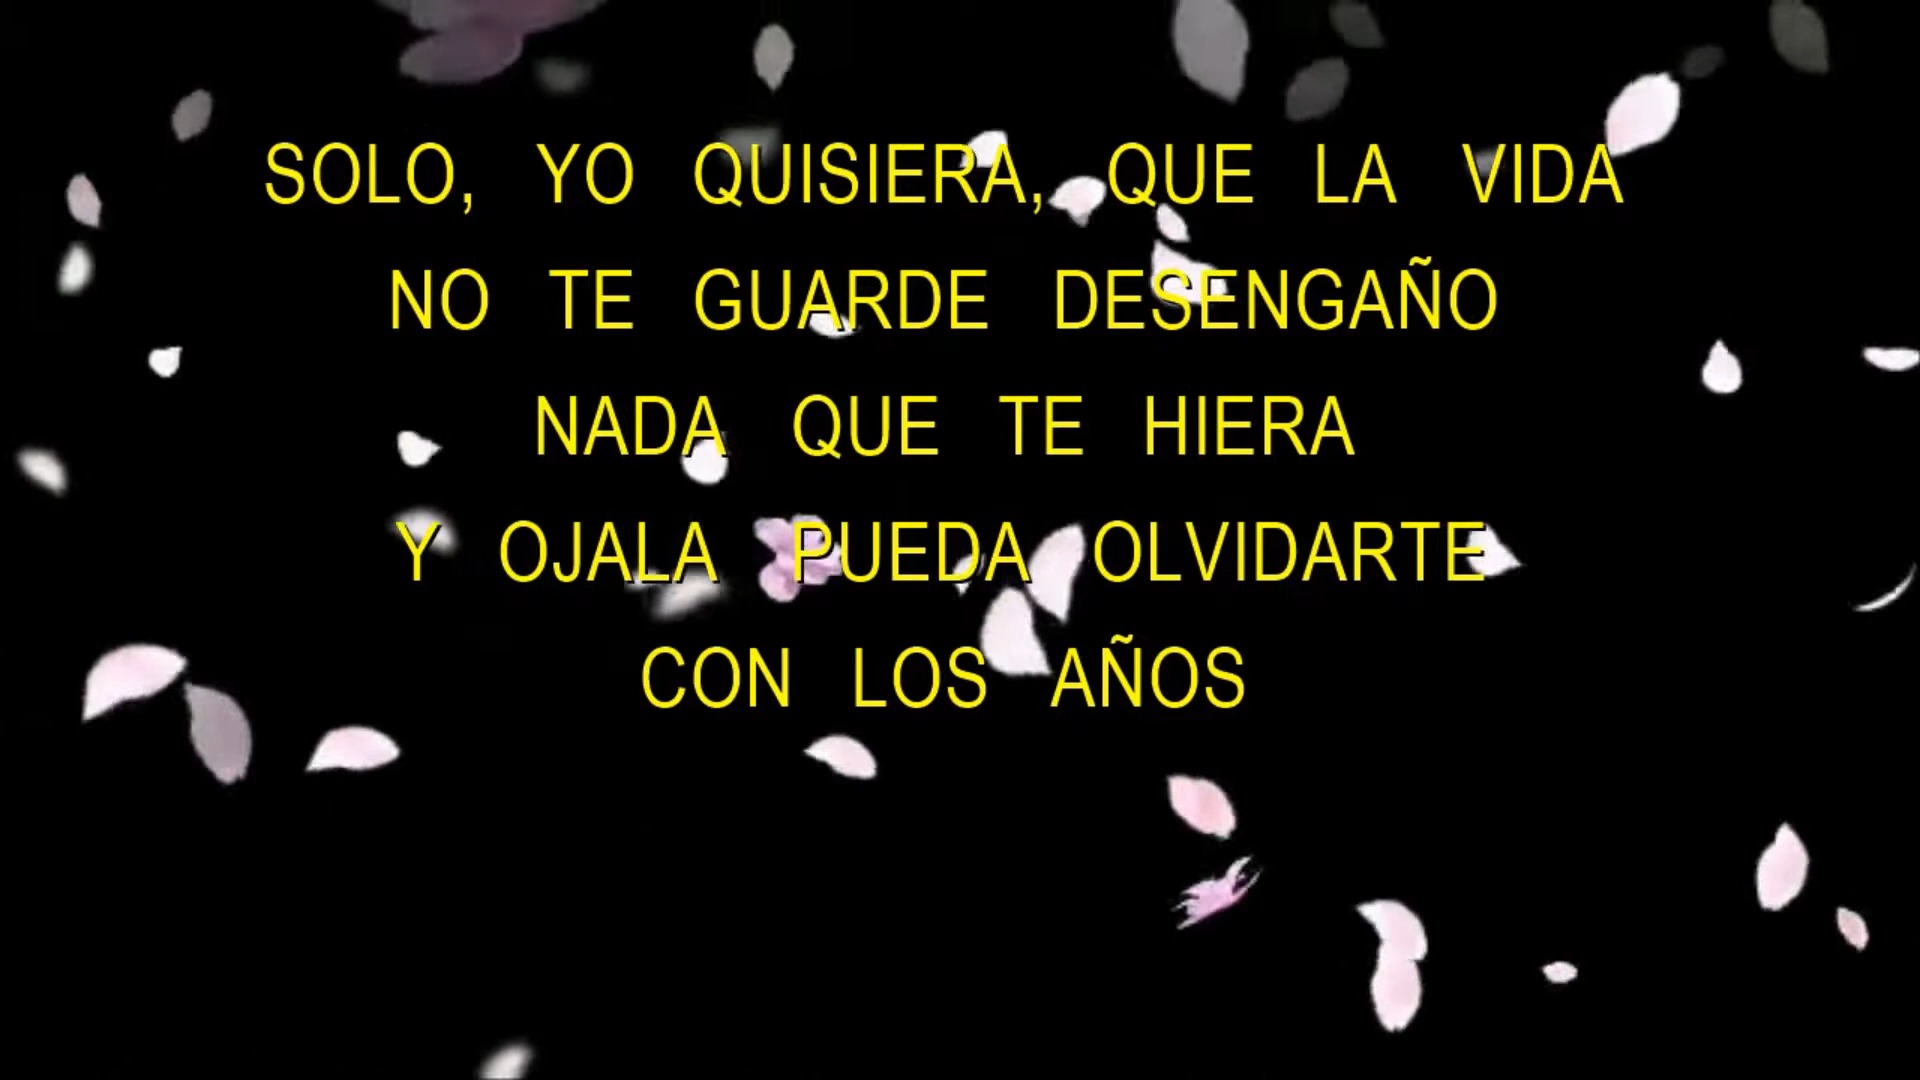 SOLO, YO QUISIERA, QUE LA VIDA
NO TE GUARDE DESENGAÑO
NADA QUE TE HIERA
Y OJALA PUEDA OLVIDARTE
CON LOS AÑOS